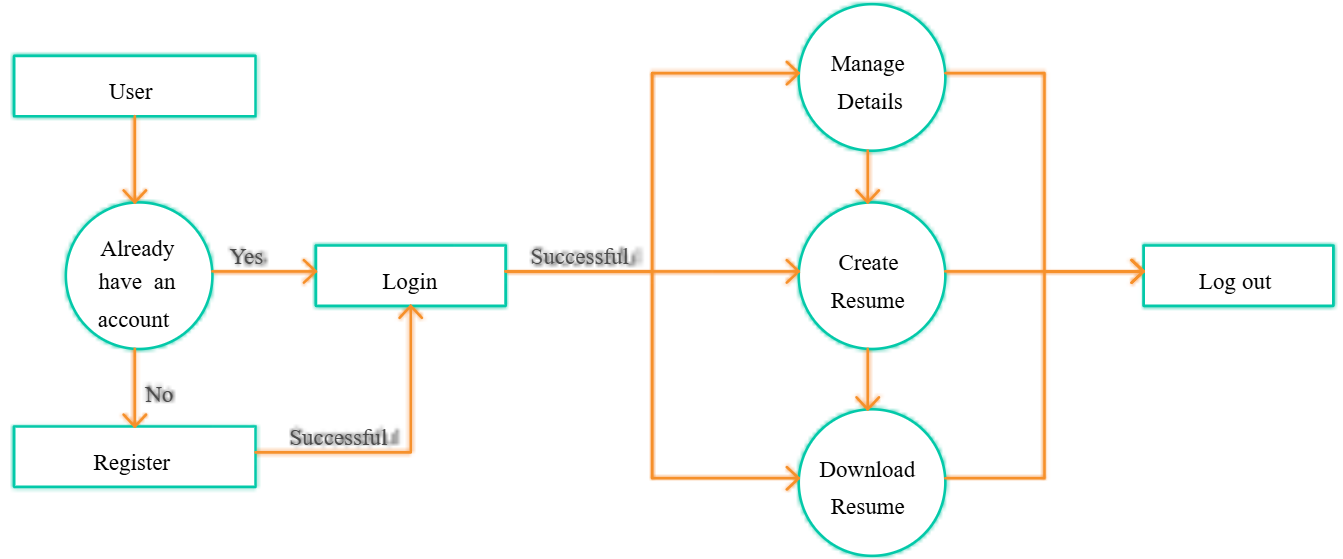 User
Already
have an
account
Yes
No
Register
Successful
Login
Successful
Manage
Details
Create
Resume
Download
Resume
Log out